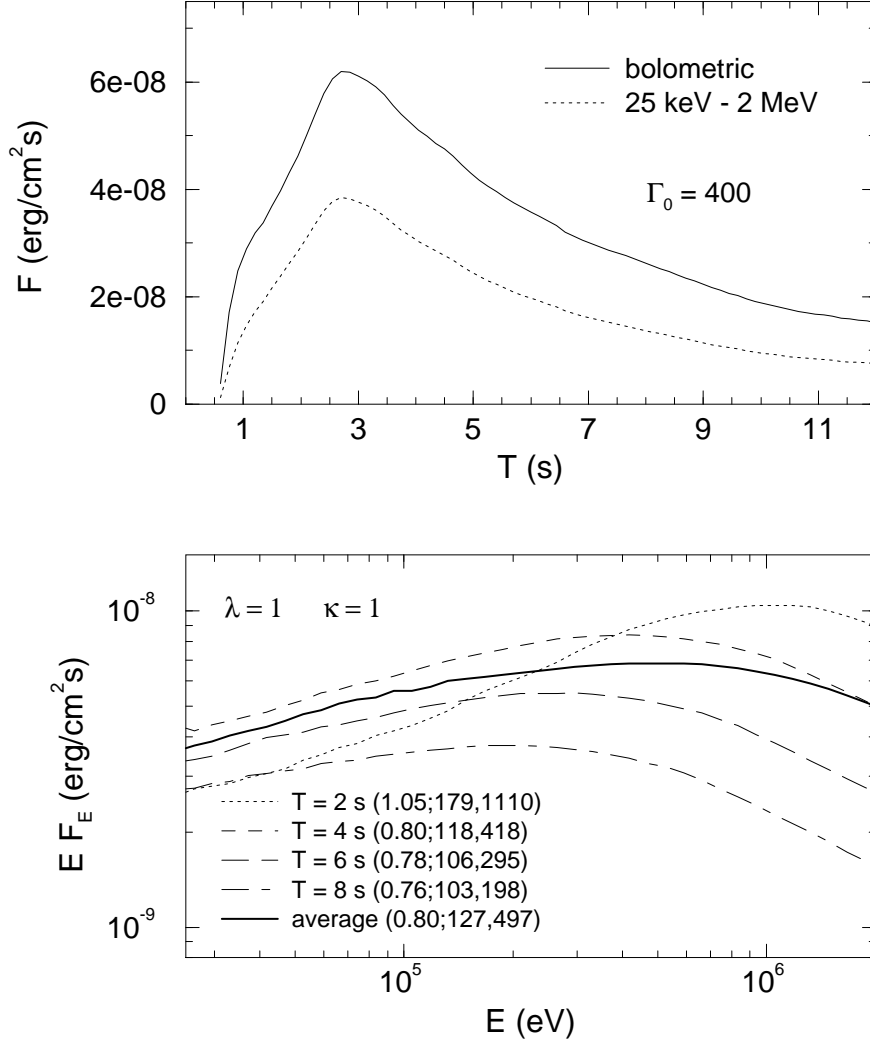 6e-08
4e-08
2e-08
0
F (erg/cm²s)
bolometric
25 keV - 2 MeV
Γ₀ = 400
1 3 5 7 9 11
T (s)
10⁻⁸
10⁻⁹
E F_E (erg/cm²s)
λ = 1 κ = 1
T = 2 s (1.05;179,1110)
T = 4 s (0.80;118,418)
T = 6 s (0.78;106,295)
T = 8 s (0.76;103,198)
average (0.80;127,497)
10⁵ 10⁶
E (eV)